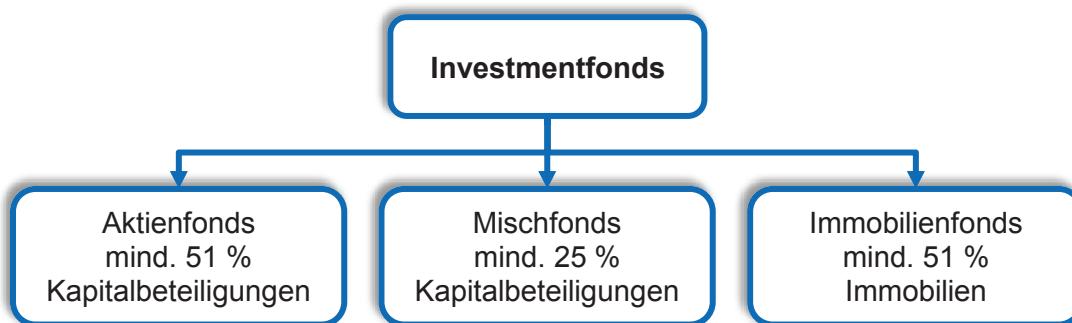 Investmentfonds
Aktienfonds
mind. 51 %
Kapitalbeteiligungen
Mischfonds
mind. 25 %
Kapitalbeteiligungen
Immobilienfonds
mind. 51 %
Immobilien